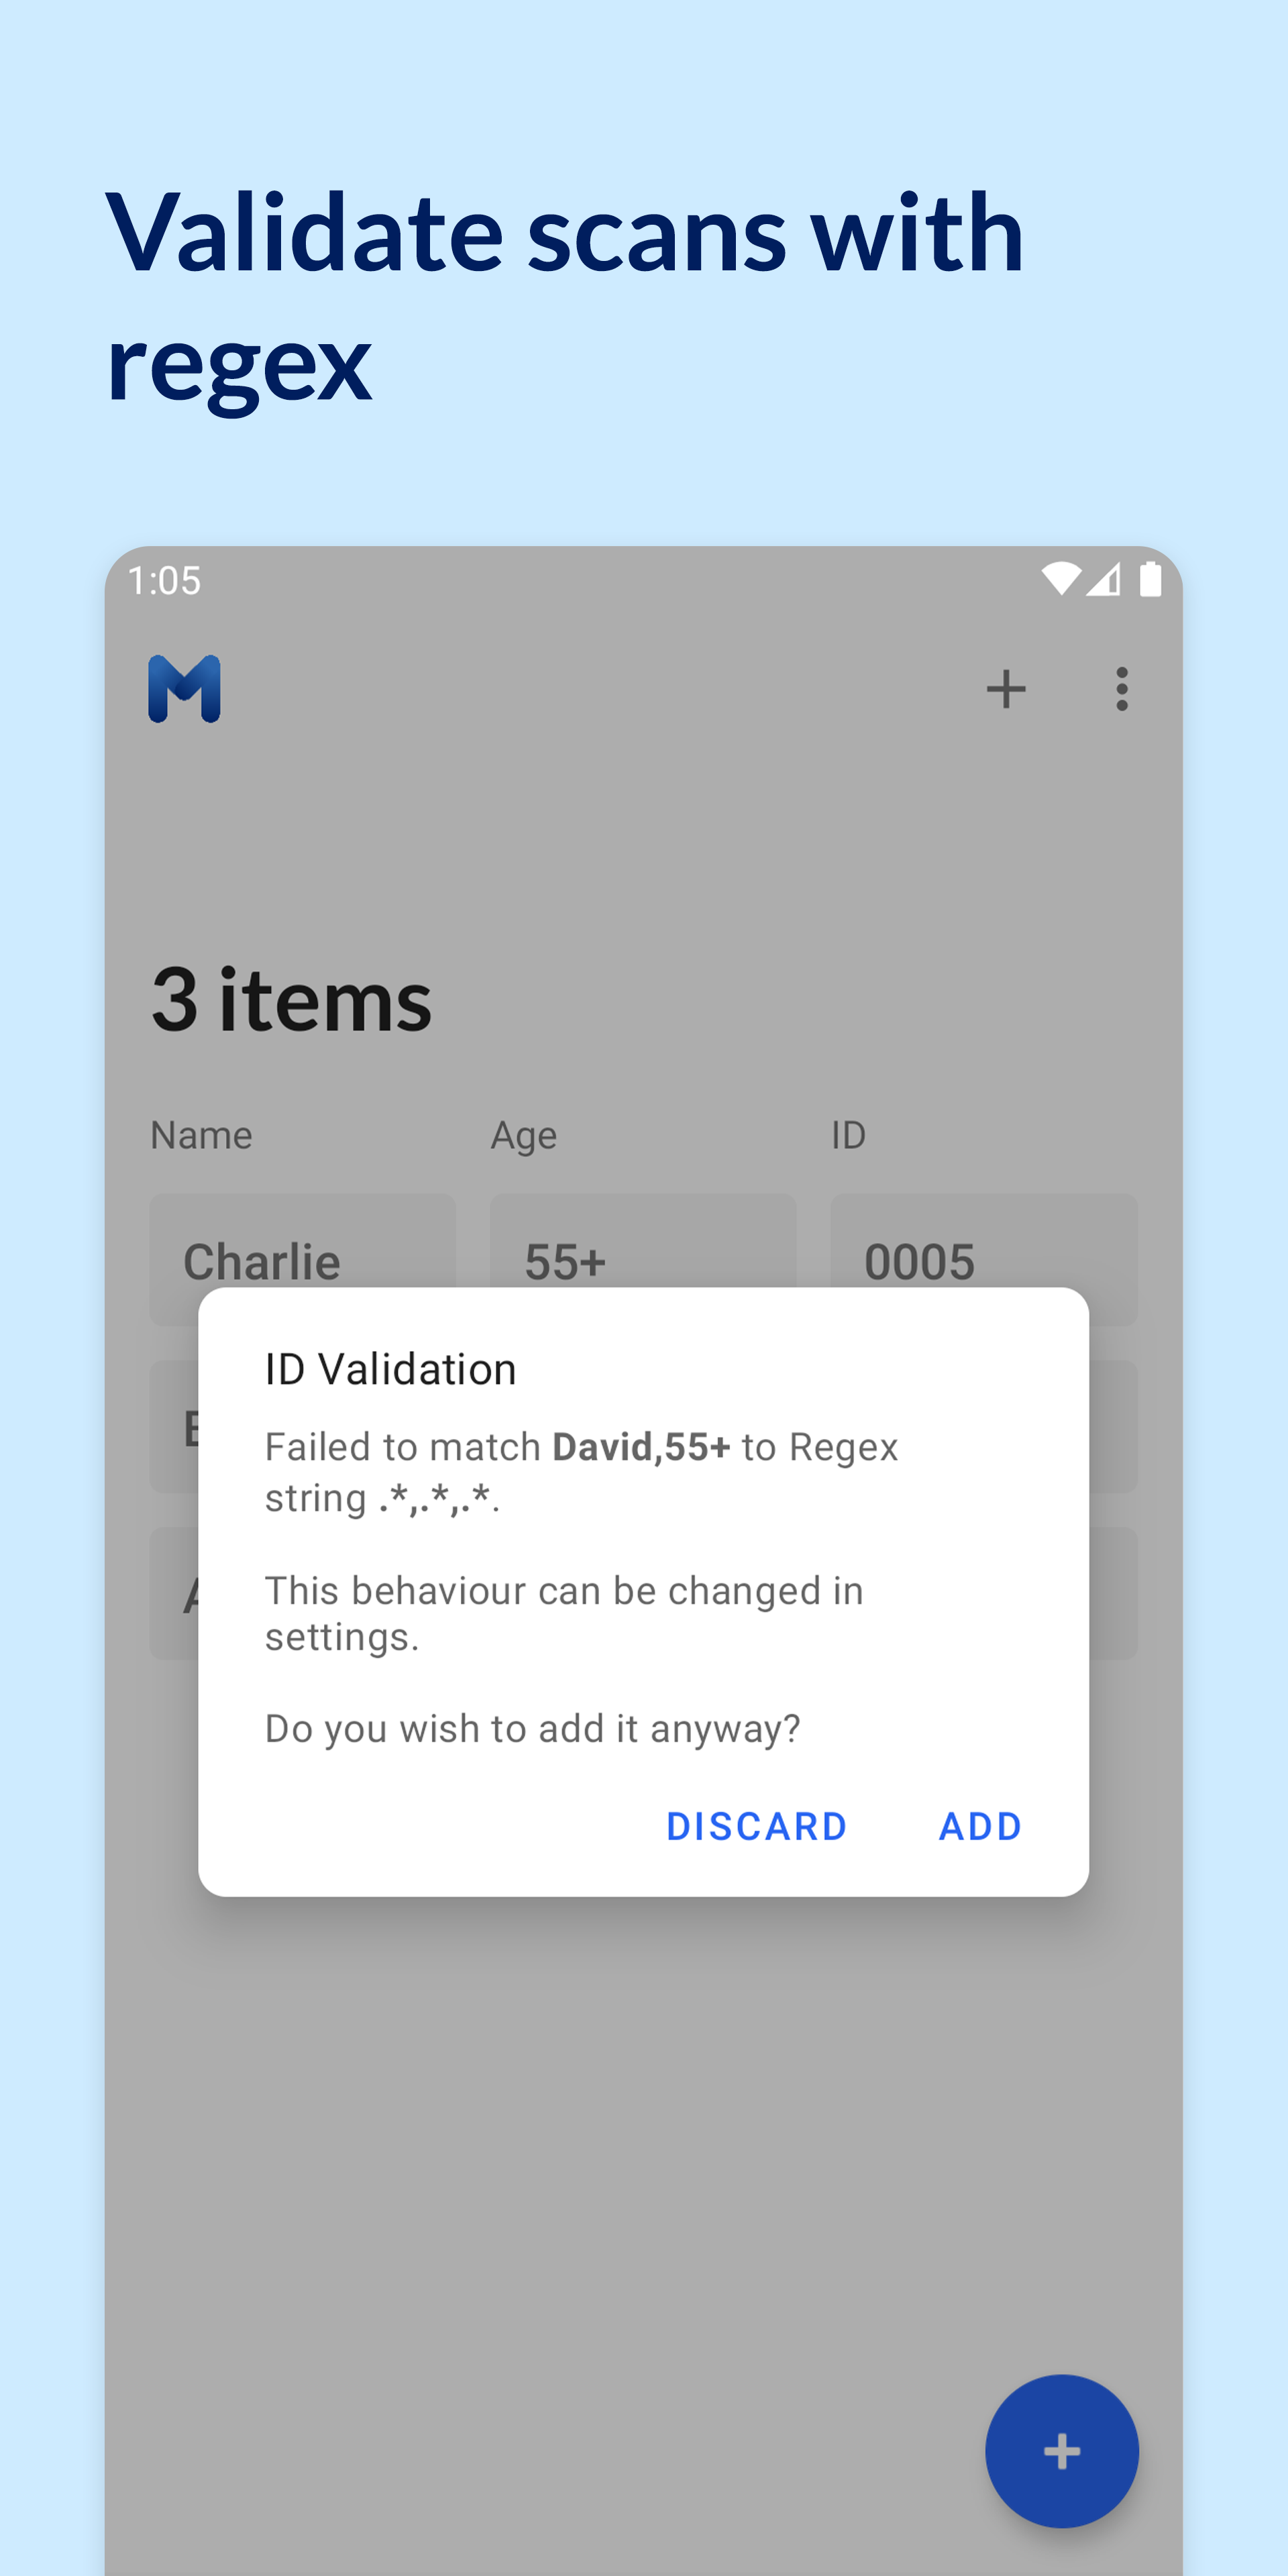 Validate scans with
regex
1:05
3 items
Name Age ID
Charlie 55+ 0005
ID Validation
Failed to match David,55+ to Regex
string .*,.*,.*.
This behaviour can be changed in
settings.
Do you wish to add it anyway?
DISCARD ADD